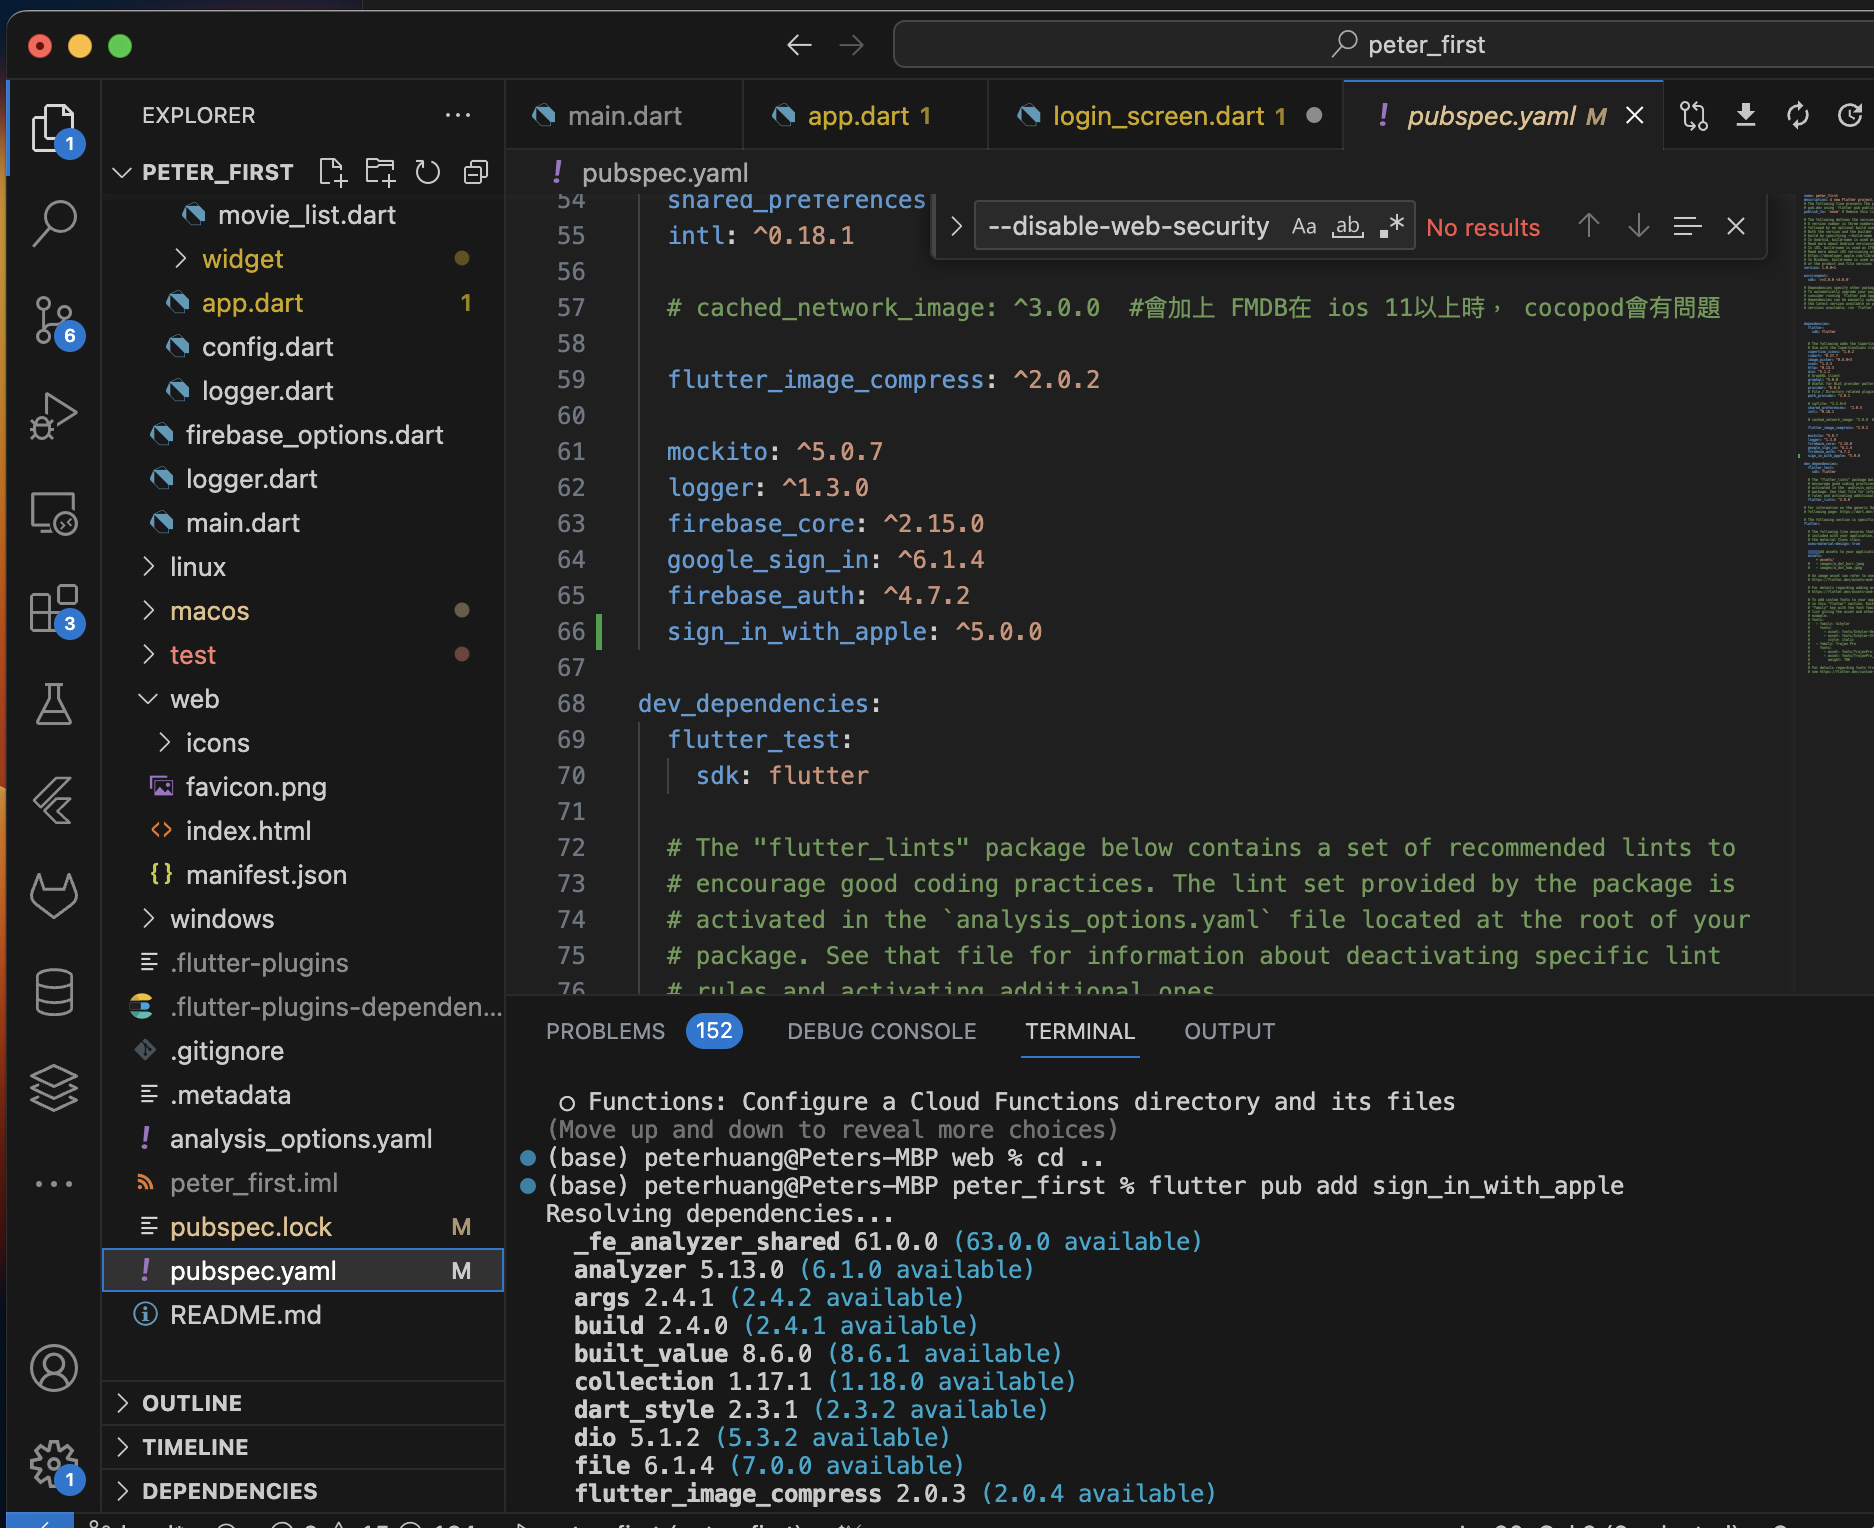 peter_first
EXPLORER
main.dart
app.dart 1
login_screen.dart 1
pubspec.yaml M
PETER_FIRST
pubspec.yaml
movie_list.dart
widget
app.dart 1
config.dart
logger.dart
firebase_options.dart
logger.dart
main.dart
linux
macos
test
web
icons
favicon.png
index.html
manifest.json
windows
.flutter-plugins
.flutter-plugins-dependen...
.gitignore
.metadata
analysis_options.yaml
peter_first.iml
pubspec.lock M
pubspec.yaml M
README.md
OUTLINE
TIMELINE
DEPENDENCIES
1
6
3
1
--disable-web-security Aa ab .* No results
54 shared_preferences
55 intl: ^0.18.1
56
57 # cached_network_image: ^3.0.0 #會加上 FMDB在 ios 11以上時, cocopod會有問題
58
59 flutter_image_compress: ^2.0.2
60
61 mockito: ^5.0.7
62 logger: ^1.3.0
63 firebase_core: ^2.15.0
64 google_sign_in: ^6.1.4
65 firebase_auth: ^4.7.2
66 sign_in_with_apple: ^5.0.0
67
68 dev_dependencies:
69 flutter_test:
70 sdk: flutter
71
72 # The "flutter_lints" package below contains a set of recommended lints to
73 # encourage good coding practices. The lint set provided by the package is
74 # activated in the `analysis_options.yaml` file located at the root of your
75 # package. See that file for information about deactivating specific lint
76 # rules and activating additional ones.
PROBLEMS 152 DEBUG CONSOLE TERMINAL OUTPUT
○ Functions: Configure a Cloud Functions directory and its files
(Move up and down to reveal more choices)
(base) peterhuang@Peters-MBP web % cd ..
(base) peterhuang@Peters-MBP peter_first % flutter pub add sign_in_with_apple
Resolving dependencies...
_fe_analyzer_shared 61.0.0 (63.0.0 available)
analyzer 5.13.0 (6.1.0 available)
args 2.4.1 (2.4.2 available)
build 2.4.0 (2.4.1 available)
built_value 8.6.0 (8.6.1 available)
collection 1.17.1 (1.18.0 available)
dart_style 2.3.1 (2.3.2 available)
dio 5.1.2 (5.3.2 available)
file 6.1.4 (7.0.0 available)
flutter_image_compress 2.0.3 (2.0.4 available)